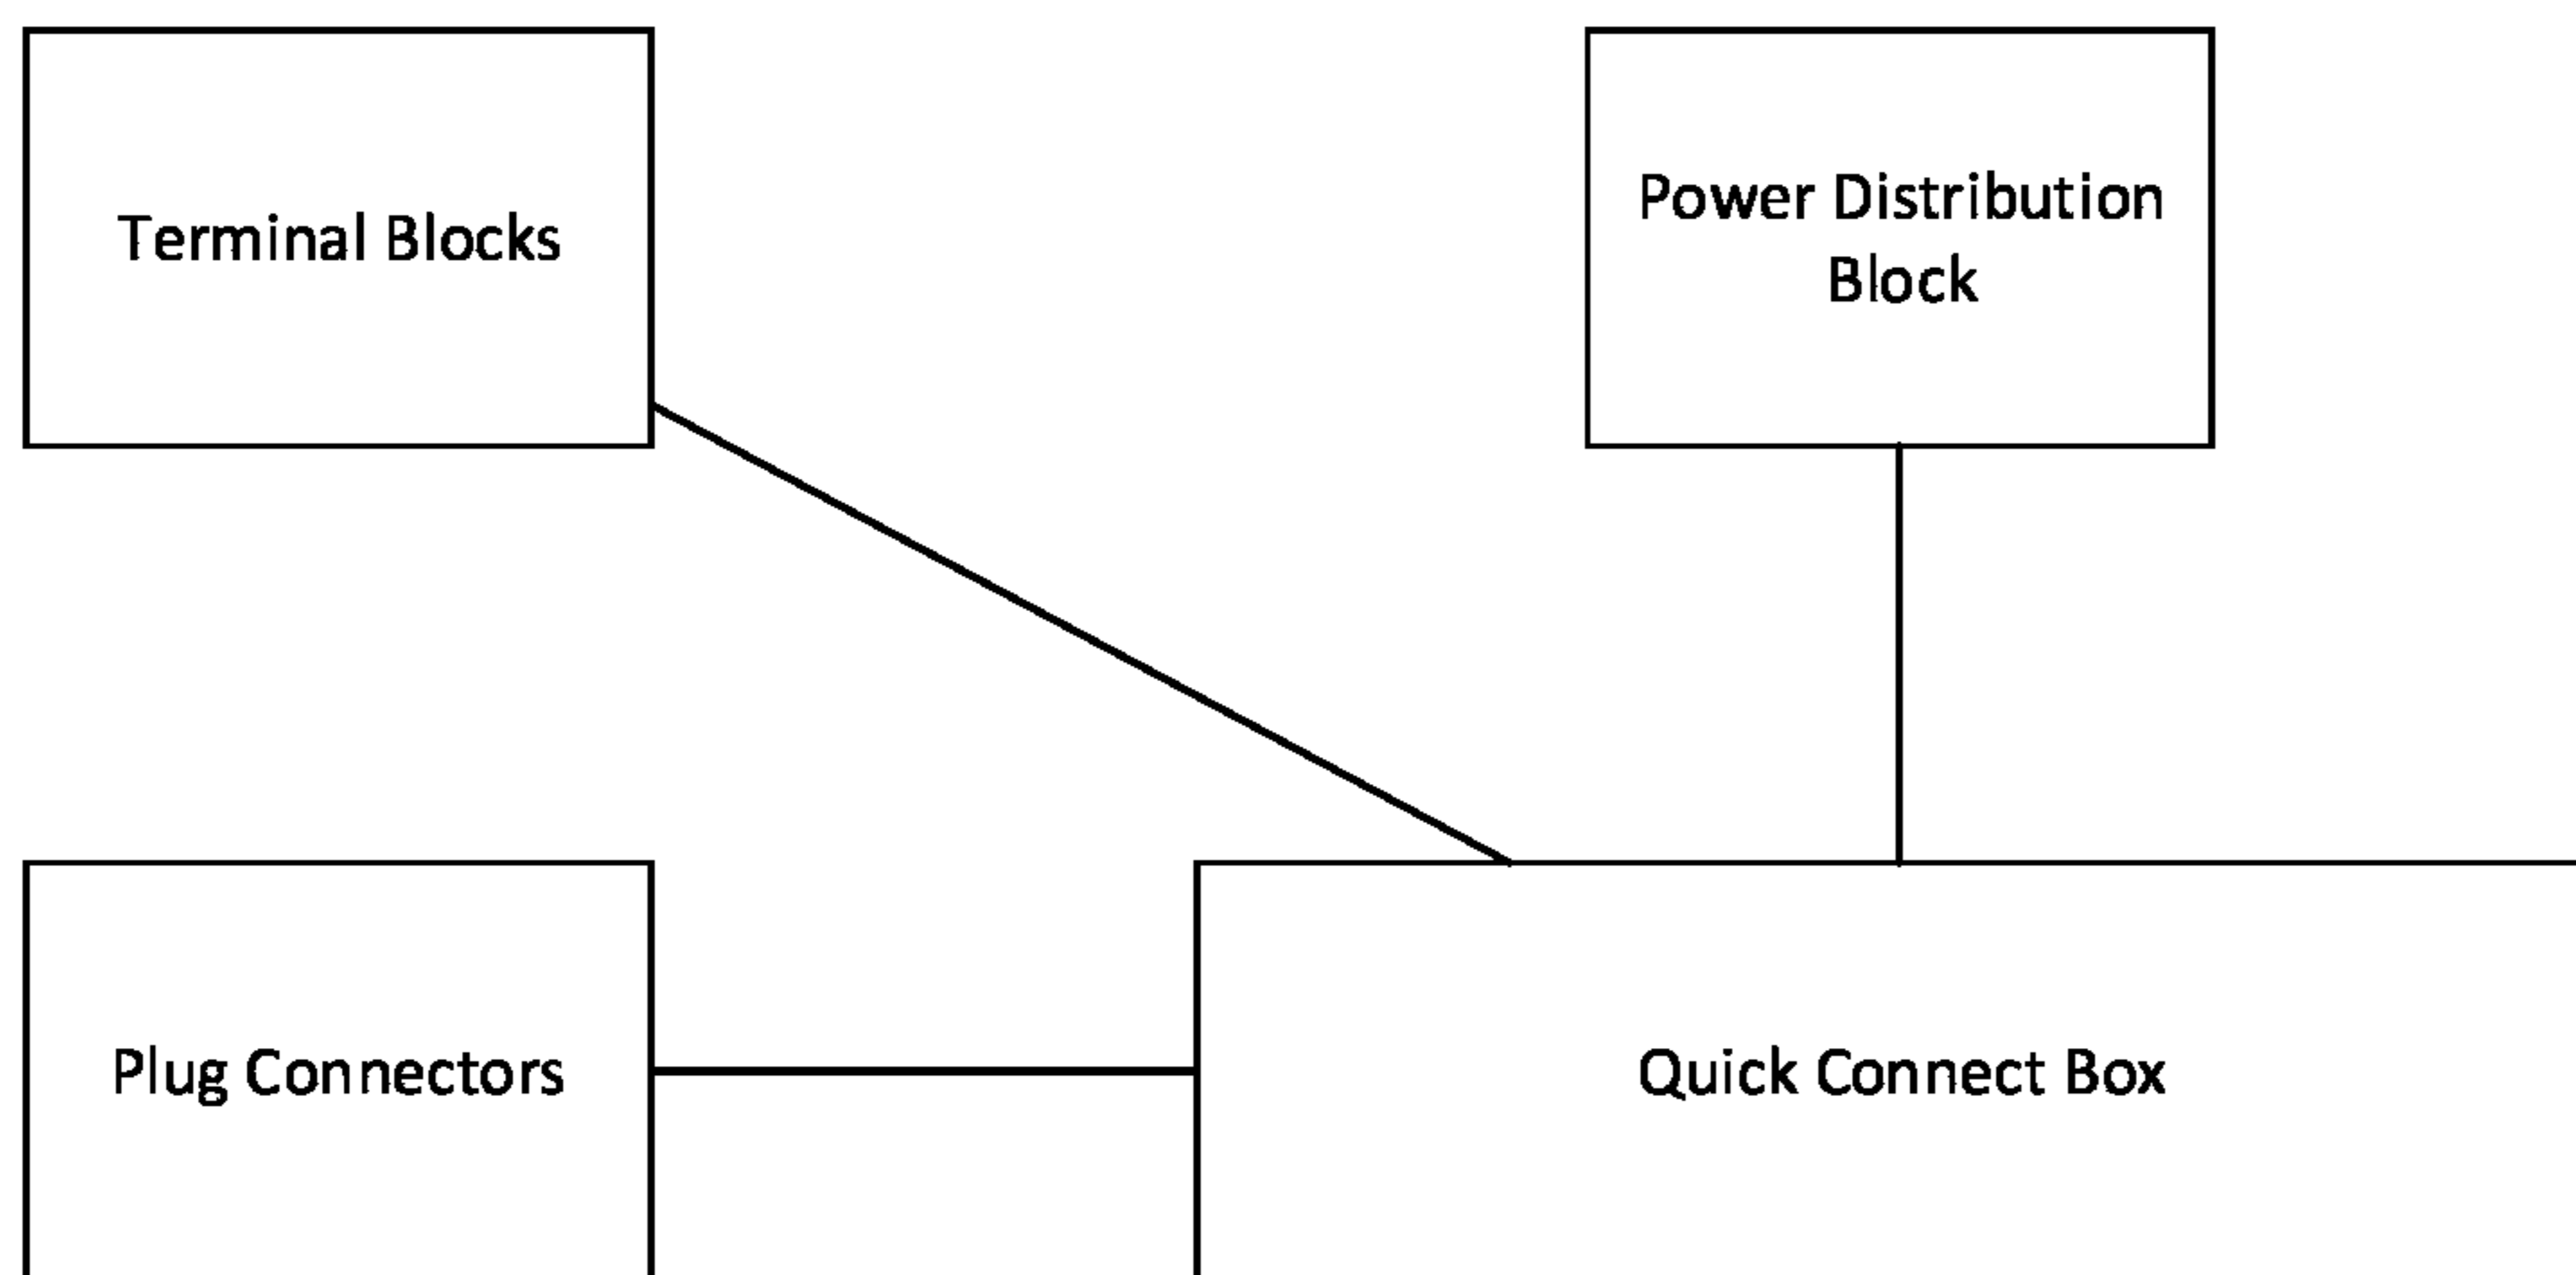 Terminal Blocks
Power Distribution
Block
Plug Connectors
Quick Connect Box